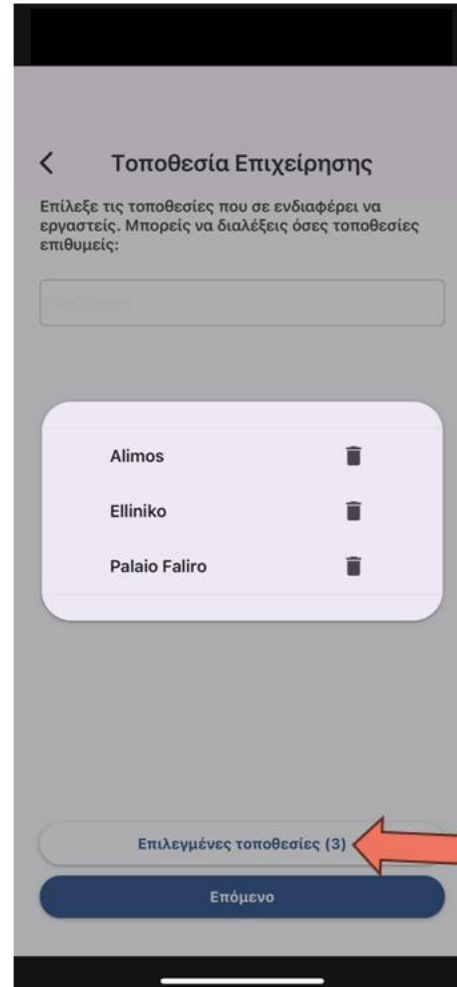 Τοποθεσία Επιχείρησης
Επίλεξε τις τοποθεσίες που σε ενδιαφέρει να
εργαστείς. Μπορείς να διαλέξεις όσες τοποθεσίες
επιθυμείς:
Alimos
Elliniko
Palaio Faliro
Επιλεγμένες τοποθεσίες (3)
Επόμενο